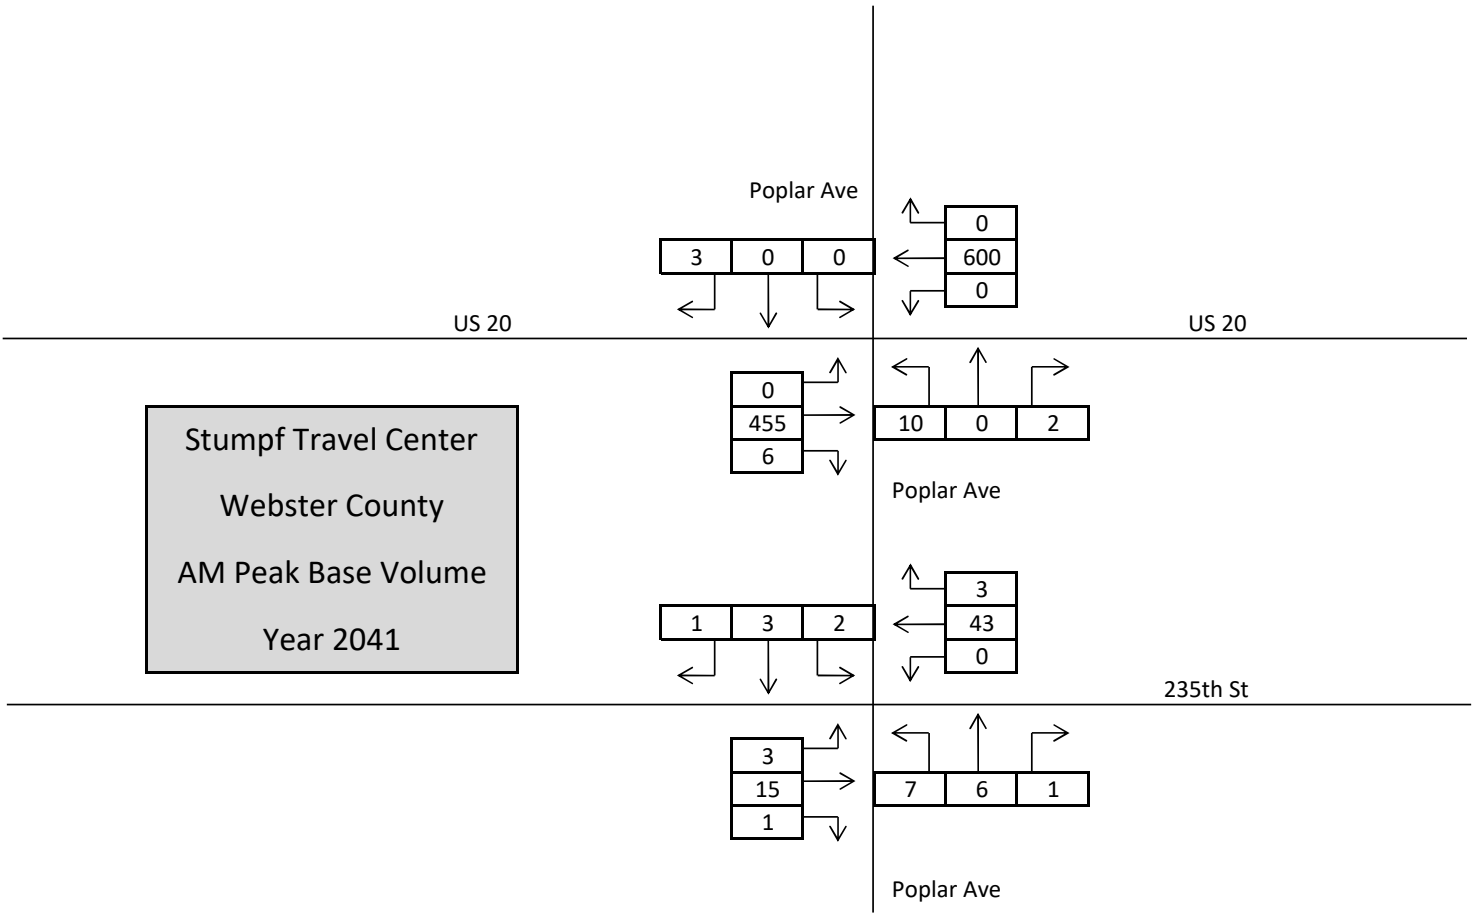 Poplar Ave
0
3 0 0 600
0
US 20 US 20
0
455 10 0 2
6
Stumpf Travel Center
Webster County
AM Peak Base Volume
Year 2041
Poplar Ave
3
1 3 2 43
0
235th St
3
15 7 6 1
1
Poplar Ave